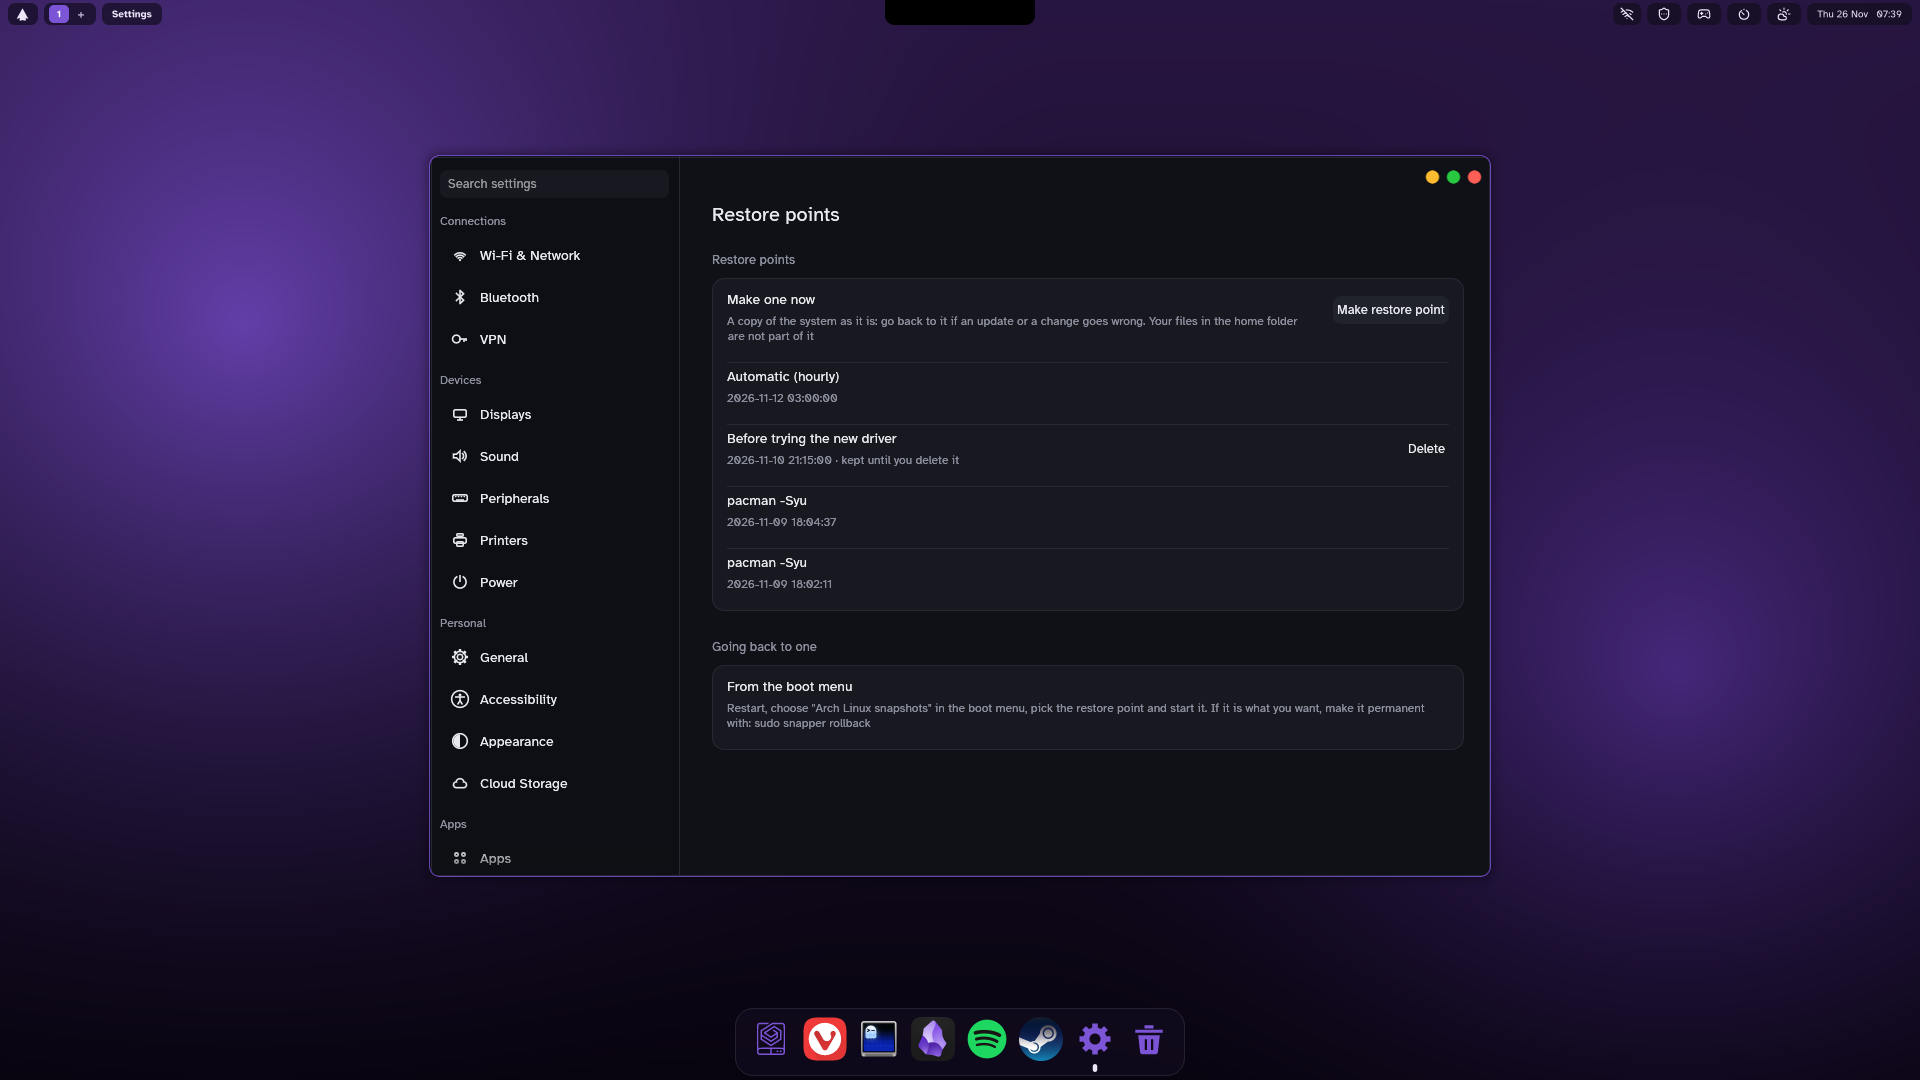 1 + Settings
Thu 26 Nov 07:39
Search settings
Connections
Wi-Fi & Network
Bluetooth
VPN
Devices
Displays
Sound
Peripherals
Printers
Power
Personal
General
Accessibility
Appearance
Cloud Storage
Apps
Apps
Restore points
Restore points
Make one now
Make restore point
A copy of the system as it is: go back to it if an update or a change goes wrong. Your files in the home folder
are not part of it
Automatic (hourly)
2026-11-12 03:00:00
Before trying the new driver
Delete
2026-11-10 21:15:00 · kept until you delete it
pacman -Syu
2026-11-09 18:04:37
pacman -Syu
2026-11-09 18:02:11
Going back to one
From the boot menu
Restart, choose "Arch Linux snapshots" in the boot menu, pick the restore point and start it. If it is what you want, make it permanent
with: sudo snapper rollback